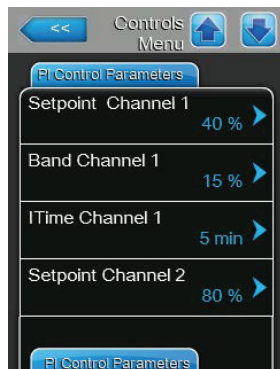 <<
Controls
Menu
PI Control Parameters
Setpoint Channel 1
40 %
Band Channel 1
15 %
ITime Channel 1
5 min
Setpoint Channel 2
80 %
PI Control Parameters